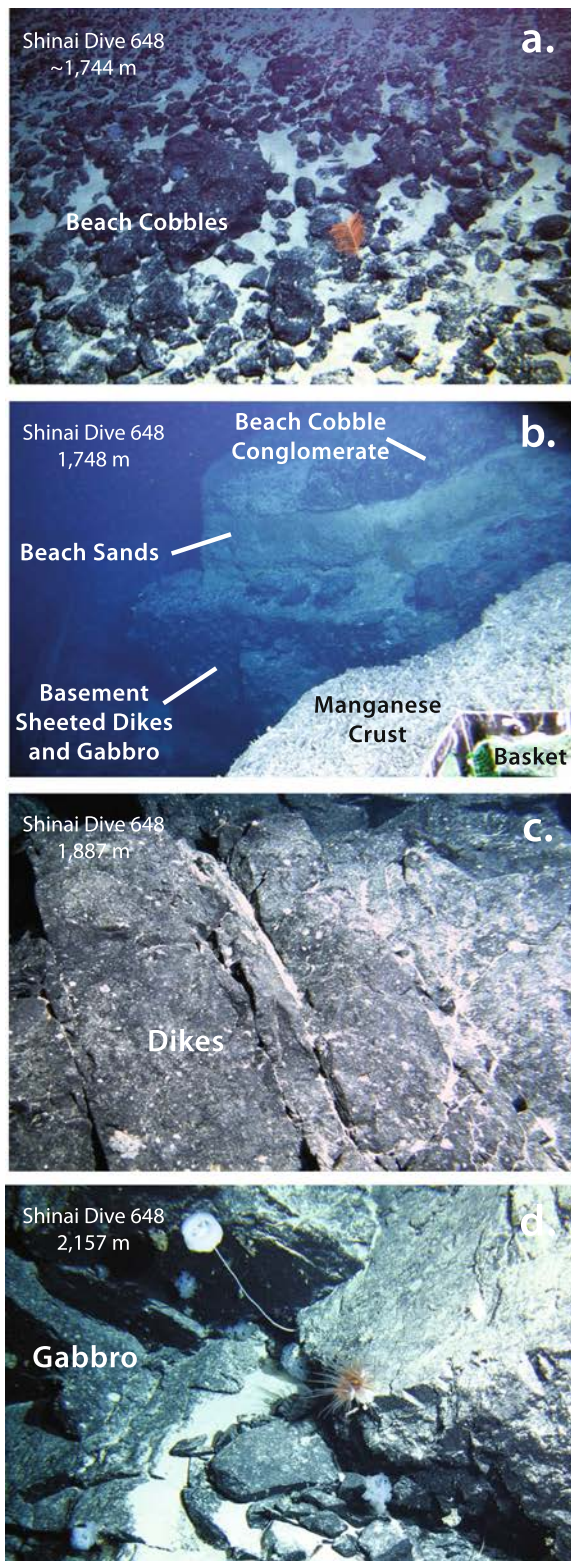 Shinai Dive 648
~1,744 m
a.
Beach Cobbles
Shinai Dive 648
1,748 m
b.
Beach Cobble
Conglomerate
Beach Sands
Basement
Sheeted Dikes
and Gabbro
Manganese
Crust
Basket
Shinai Dive 648
1,887 m
c.
Dikes
Shinai Dive 648
2,157 m
d.
Gabbro